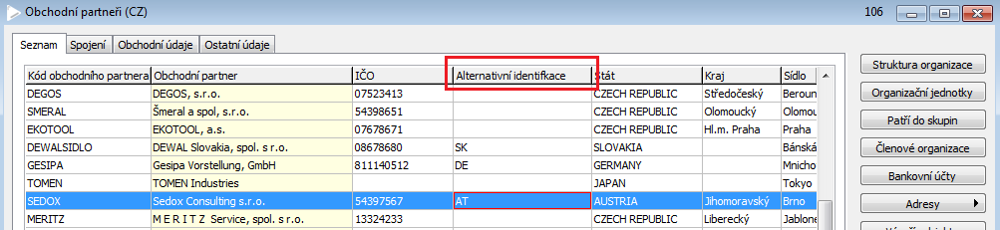 Obchodní partneři (CZ) 106
Seznam Spojení Obchodní údaje Ostatní údaje
Kód obchodního partnera Obchodní partner IČO Alternativní identifikace Stát Kraj Sídlo
DEGOS DEGOS, s.r.o. 07523413 CZECH REPUBLIC Středočeský Beroun
SMERAL Šmeral a spol, s.r.o. 54398651 CZECH REPUBLIC Olomoucký Olomou
EKOTOOL EKOTOOL, a.s. 07678671 CZECH REPUBLIC Hl.m. Praha Praha
DEWALSIDLO DEWAL Slovakia, spol. s r.o. 08678680 SK SLOVAKIA Bánská
GESIPA Gesipa Vorstellung, GmbH 811140512 DE GERMANY Mnicho
TOMEN TOMEN Industries JAPAN Tokyo
SEDOX Sedox Consulting s.r.o. 54397567 AT AUSTRIA Jihomoravský Brno
MERITZ M E R I T Z Service, spol. s r.o. 13324233 CZECH REPUBLIC Liberecký Jablone
Struktura organizace
Organizační jednotky
Patří do skupin
Členové organizace
Bankovní účty
Adresy